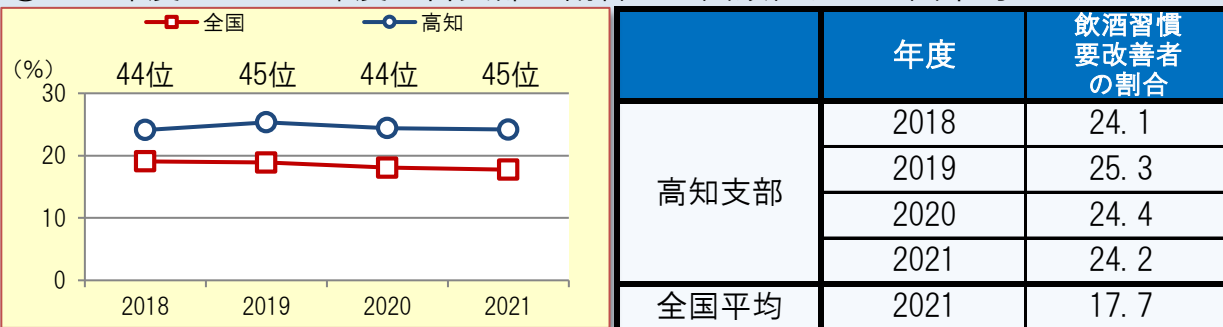 全国 高知
(%) 44位 45位 44位 45位
30
20
10
0
2018 2019 2020 2021
年度 飲酒習慣
要改善者
の割合
高知支部
2018 24.1
2019 25.3
2020 24.4
2021 24.2
全国平均 2021 17.7